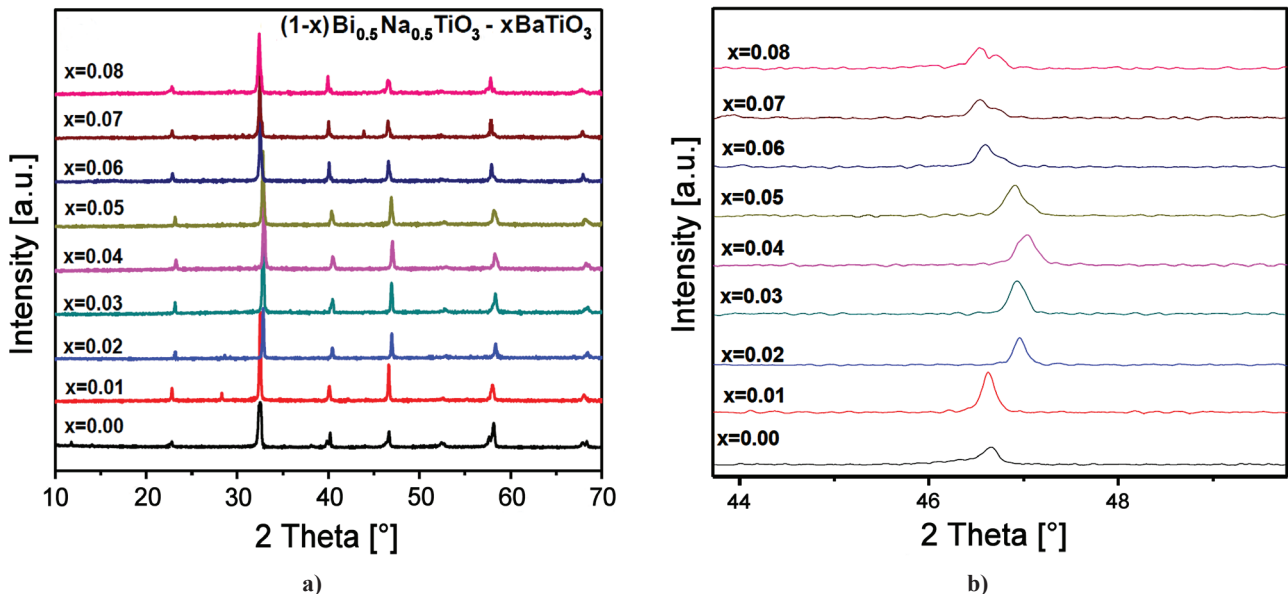 (1-x)Bi₀.₅Na₀.₅TiO₃ - xBaTiO₃
x=0.08
x=0.07
x=0.06
x=0.05
x=0.04
x=0.03
x=0.02
x=0.01
x=0.00
Intensity [a.u.]
10 20 30 40 50 60 70
2 Theta [°]
a)
x=0.08
x=0.07
x=0.06
x=0.05
x=0.04
x=0.03
x=0.02
x=0.01
x=0.00
Intensity [a.u.]
44 46 48
2 Theta [°]
b)